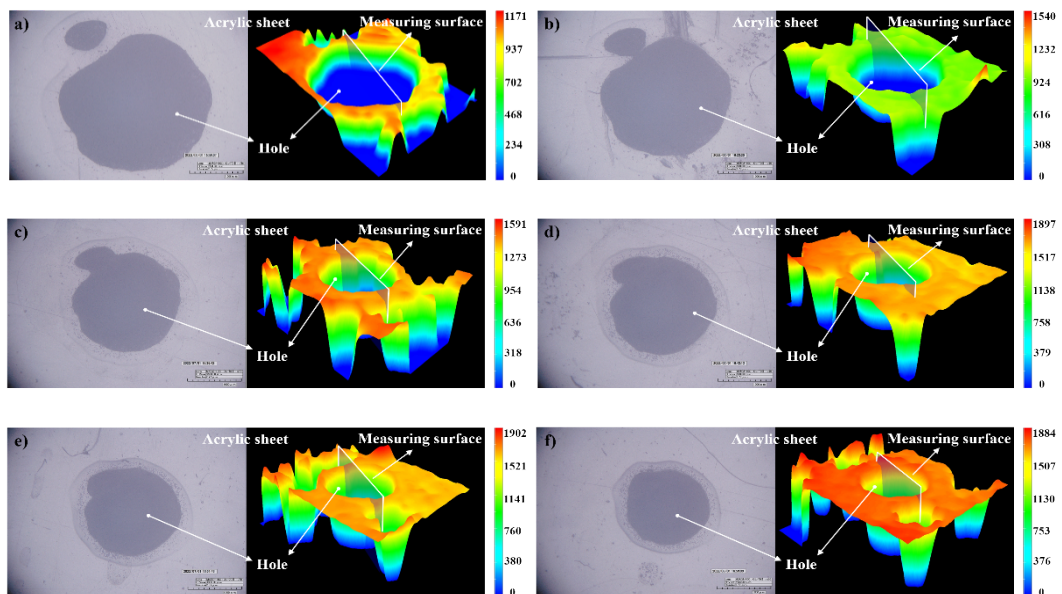 a)
Acrylic sheet
Measuring surface
Hole
1171
937
702
468
234
0
b)
Acrylic sheet
Measuring surface
Hole
1540
1232
924
616
308
0
c)
Acrylic sheet
Measuring surface
Hole
1591
1273
954
636
318
0
d)
Acrylic sheet
Measuring surface
Hole
1897
1517
1138
758
379
0
e)
Acrylic sheet
Measuring surface
Hole
1902
1521
1141
760
380
0
f)
Acrylic sheet
Measuring surface
Hole
1884
1507
1130
753
376
0